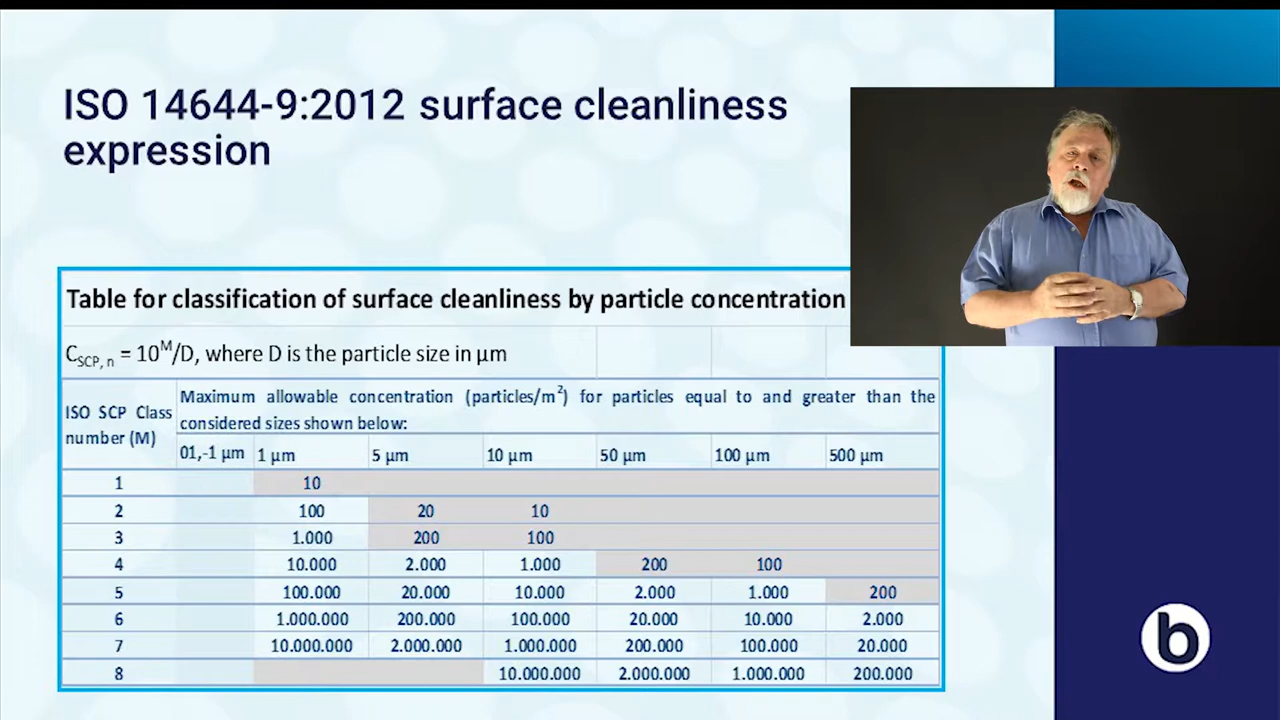 ISO 14644-9:2012 surface cleanliness
expression
Table for classification of surface cleanliness by particle concentration
C_SCP, n = 10^M/D, where D is the particle size in µm
ISO SCP Class number (M)
Maximum allowable concentration (particles/m²) for particles equal to and greater than the
considered sizes shown below:
01,-1 µm 1 µm 5 µm 10 µm 50 µm 100 µm 500 µm
1 10
2 100 20 10
3 1.000 200 100
4 10.000 2.000 1.000 200 100
5 100.000 20.000 10.000 2.000 1.000 200
6 1.000.000 200.000 100.000 20.000 10.000 2.000
7 10.000.000 2.000.000 1.000.000 200.000 100.000 20.000
8 10.000.000 2.000.000 1.000.000 200.000
b